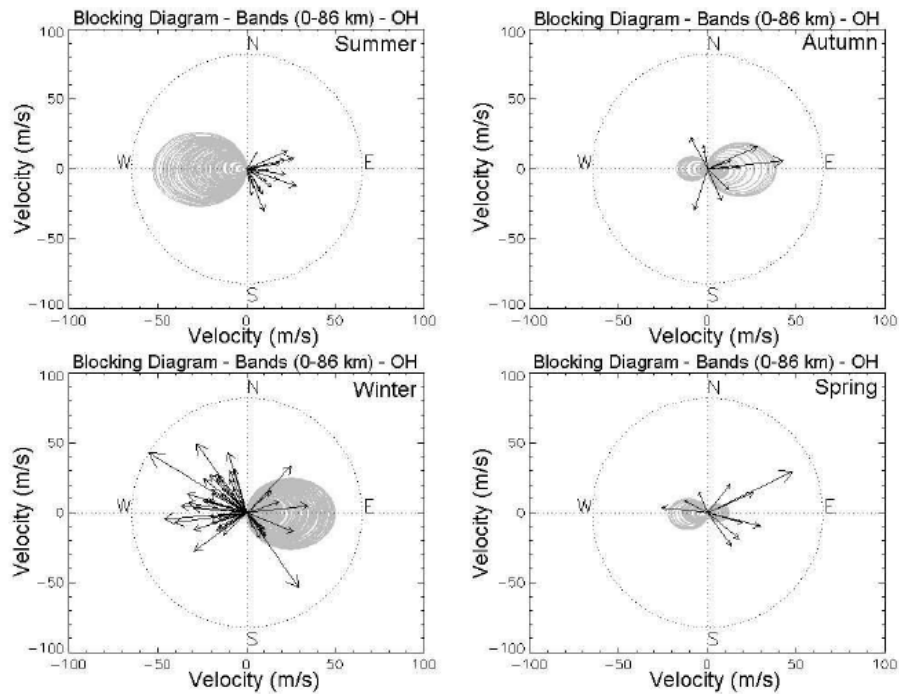 Blocking Diagram - Bands (0-86 km) - OH
Summer
Velocity (m/s)
100
50
0
-50
-100
N
W
E
S
-100 -50 0 50 100
Velocity (m/s)
Blocking Diagram - Bands (0-86 km) - OH
Autumn
Velocity (m/s)
100
50
0
-50
-100
N
W
E
S
-100 -50 0 50 100
Velocity (m/s)
Blocking Diagram - Bands (0-86 km) - OH
Winter
Velocity (m/s)
100
50
0
-50
-100
N
W
E
S
-100 -50 0 50 100
Velocity (m/s)
Blocking Diagram - Bands (0-86 km) - OH
Spring
Velocity (m/s)
100
50
0
-50
-100
N
W
E
S
-100 -50 0 50 100
Velocity (m/s)